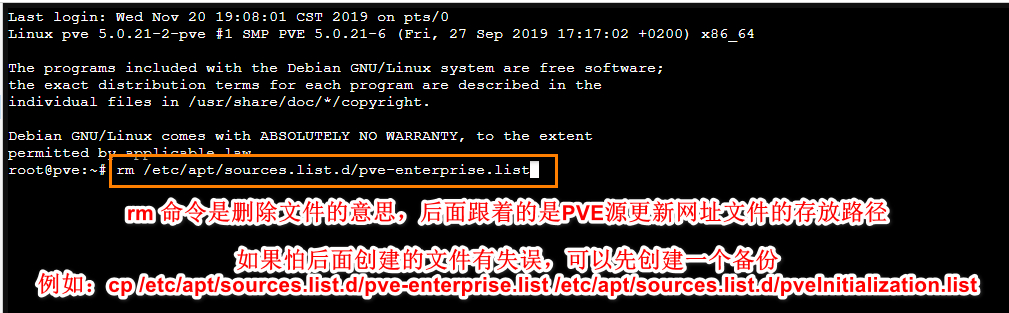 Last login: Wed Nov 20 19:08:01 CST 2019 on pts/0
Linux pve 5.0.21-2-pve #1 SMP PVE 5.0.21-6 (Fri, 27 Sep 2019 17:17:02 +0200) x86_64
The programs included with the Debian GNU/Linux system are free software;
the exact distribution terms for each program are described in the
individual files in /usr/share/doc/*/copyright.
Debian GNU/Linux comes with ABSOLUTELY NO WARRANTY, to the extent
permitted by applicable law.
root@pve:~# rm /etc/apt/sources.list.d/pve-enterprise.list
rm 命令是删除文件的意思，后面跟着的是PVE源更新网址文件的存放路径
如果怕后面创建的文件有失误，可以先创建一个备份
例如：cp /etc/apt/sources.list.d/pve-enterprise.list /etc/apt/sources.list.d/pveInitialization.list